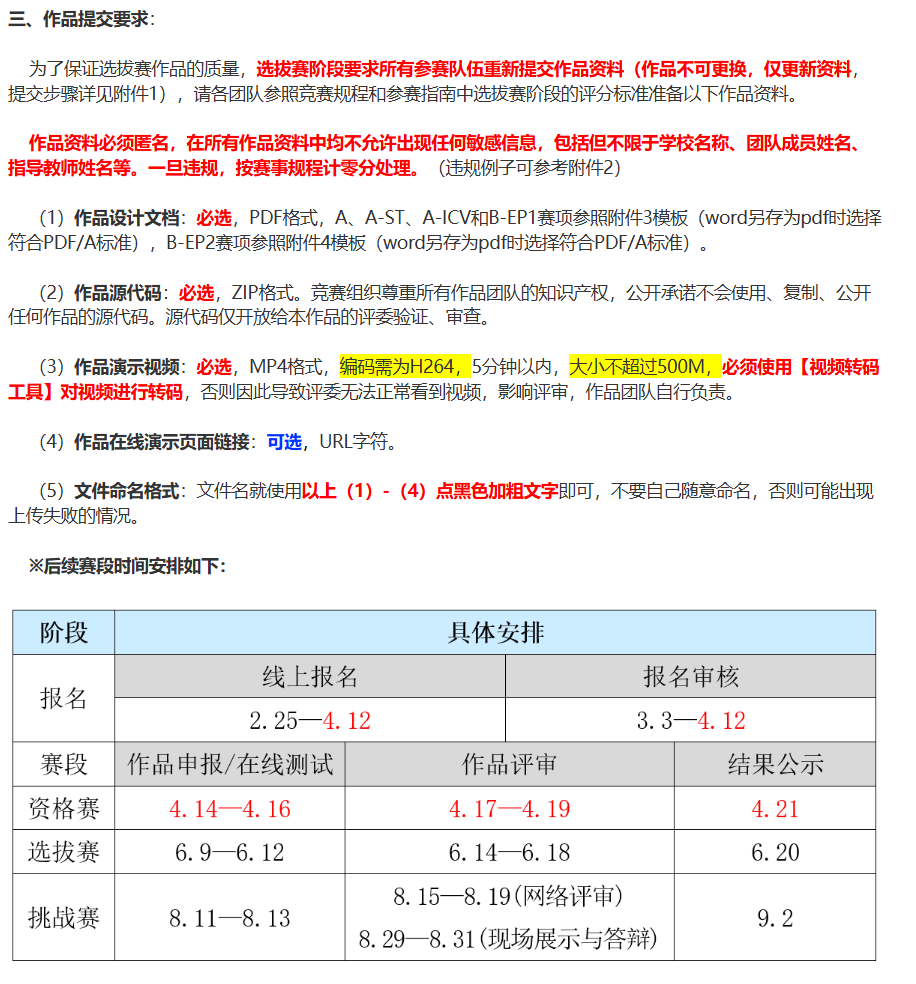 三、作品提交要求：
为了保证选拔赛作品的质量，选拔赛阶段要求所有参赛队伍重新提交作品资料（作品不可更换，仅更新资料，
提交步骤详见附件1），请各团队参照竞赛规程和参赛指南中选拔赛阶段的评分标准准备以下作品资料。
作品资料必须匿名，在所有作品资料中均不允许出现任何敏感信息，包括但不限于学校名称、团队成员姓名、
指导教师姓名等。一旦违规，按赛事规程计零分处理。（违规例子可参考附件2）
（1）作品设计文档：必选，PDF格式，A、A-ST、A-ICV和B-EP1赛项参照附件3模板（word另存为pdf时选择
符合PDF/A标准），B-EP2赛项参照附件4模板（word另存为pdf时选择符合PDF/A标准）。
（2）作品源代码：必选，ZIP格式。竞赛组织尊重所有作品团队的知识产权，公开承诺不会使用、复制、公开
任何作品的源代码。源代码仅开放给本作品的评委验证、审查。
（3）作品演示视频：必选，MP4格式，编码需为H264，5分钟以内，大小不超过500M，必须使用【视频转码
工具】对视频进行转码，否则因此导致评委无法正常看到视频，影响评审，作品团队自行负责。
（4）作品在线演示页面链接：可选，URL字符。
（5）文件命名格式：文件名就使用以上（1）-（4）点黑色加粗文字即可，不要自己随意命名，否则可能出现
上传失败的情况。
※后续赛段时间安排如下：
阶段 具体安排
报名 线上报名 报名审核
2.25—4.12 3.3—4.12
赛段 作品申报/在线测试 作品评审 结果公示
资格赛 4.14—4.16 4.17—4.19 4.21
选拔赛 6.9—6.12 6.14—6.18 6.20
挑战赛 8.11—8.13 8.15—8.19(网络评审) 9.2
8.29—8.31(现场展示与答辩)